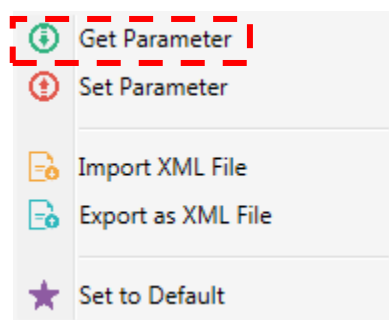 Get Parameter
Set Parameter
Import XML File
Export as XML File
Set to Default